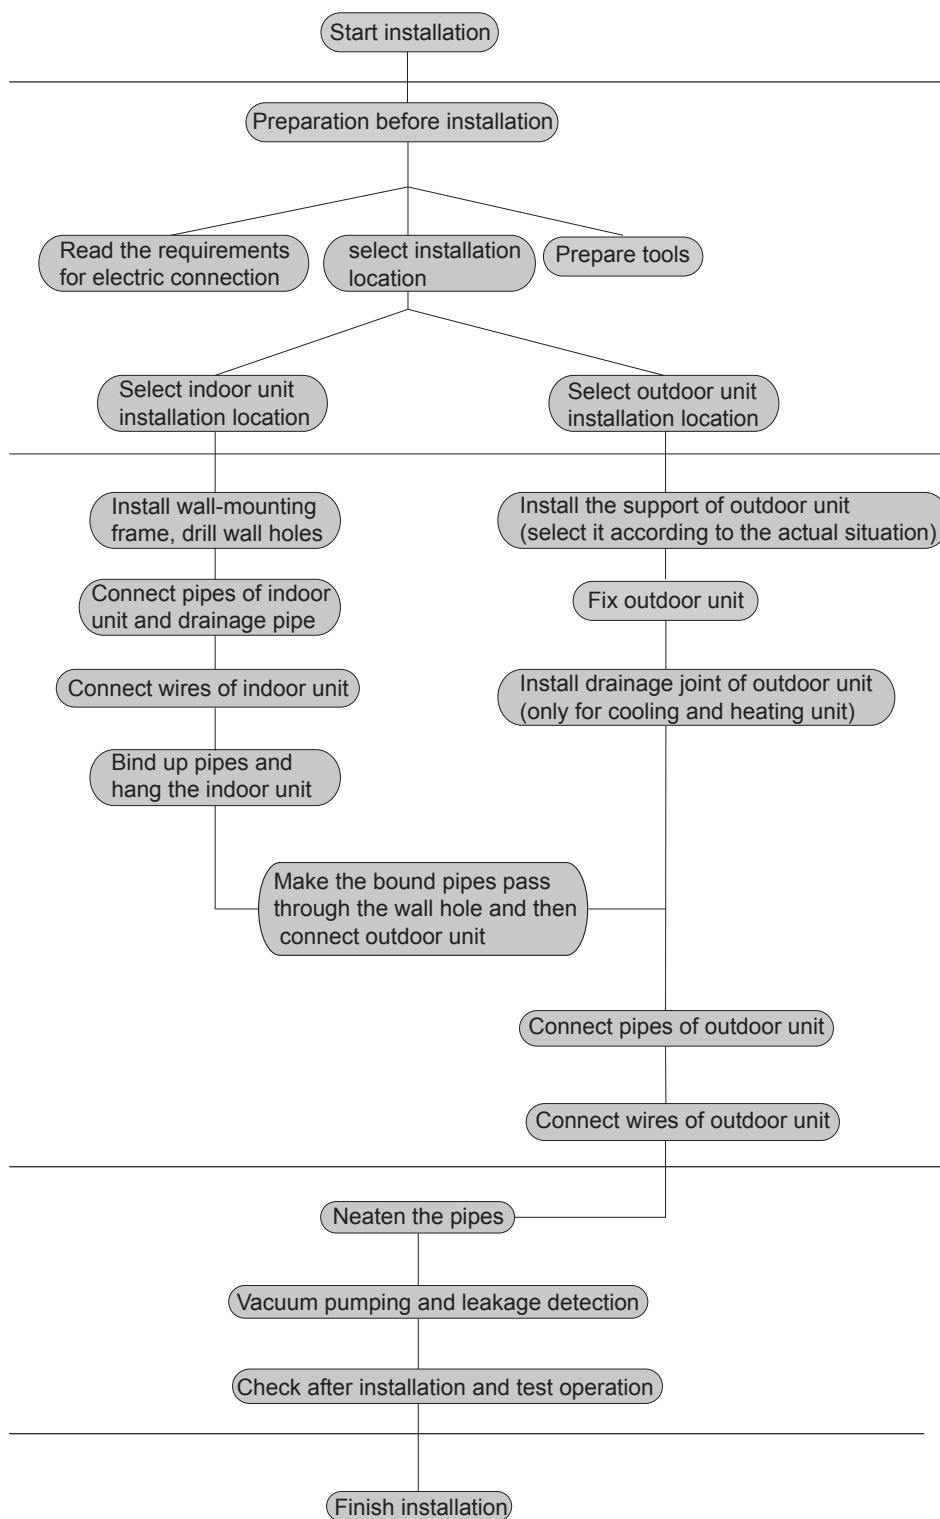 Start installation
Preparation before installation
Read the requirements
for electric connection
select installation
location
Prepare tools
Select indoor unit
installation location
Select outdoor unit
installation location
Install wall-mounting
frame, drill wall holes
Install the support of outdoor unit
(select it according to the actual situation)
Connect pipes of indoor
unit and drainage pipe
Fix outdoor unit
Connect wires of indoor unit
Install drainage joint of outdoor unit
(only for cooling and heating unit)
Bind up pipes and
hang the indoor unit
Make the bound pipes pass
through the wall hole and then
connect outdoor unit
Connect pipes of outdoor unit
Connect wires of outdoor unit
Neaten the pipes
Vacuum pumping and leakage detection
Check after installation and test operation
Finish installation